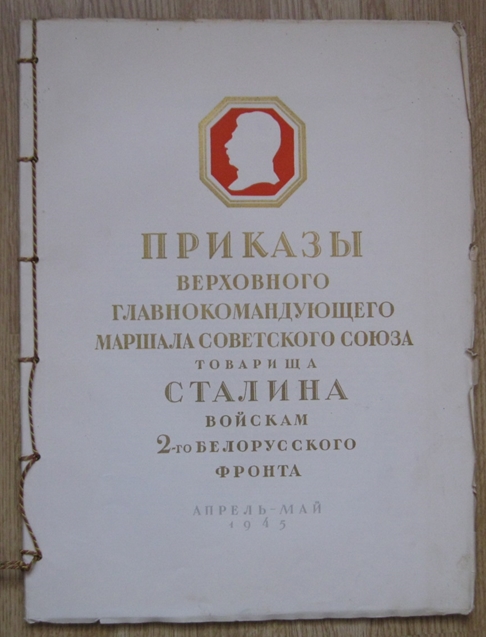 ПРИКАЗЫ
ВЕРХОВНОГО
ГЛАВНОКОМАНДУЮЩЕГО
МАРШАЛА СОВЕТСКОГО СОЮЗА
ТОВАРИЩА
СТАЛИНА
ВОЙСКАМ
2-го БЕЛОРУССКОГО
ФРОНТА
АПРЕЛЬ-МАЙ
1945